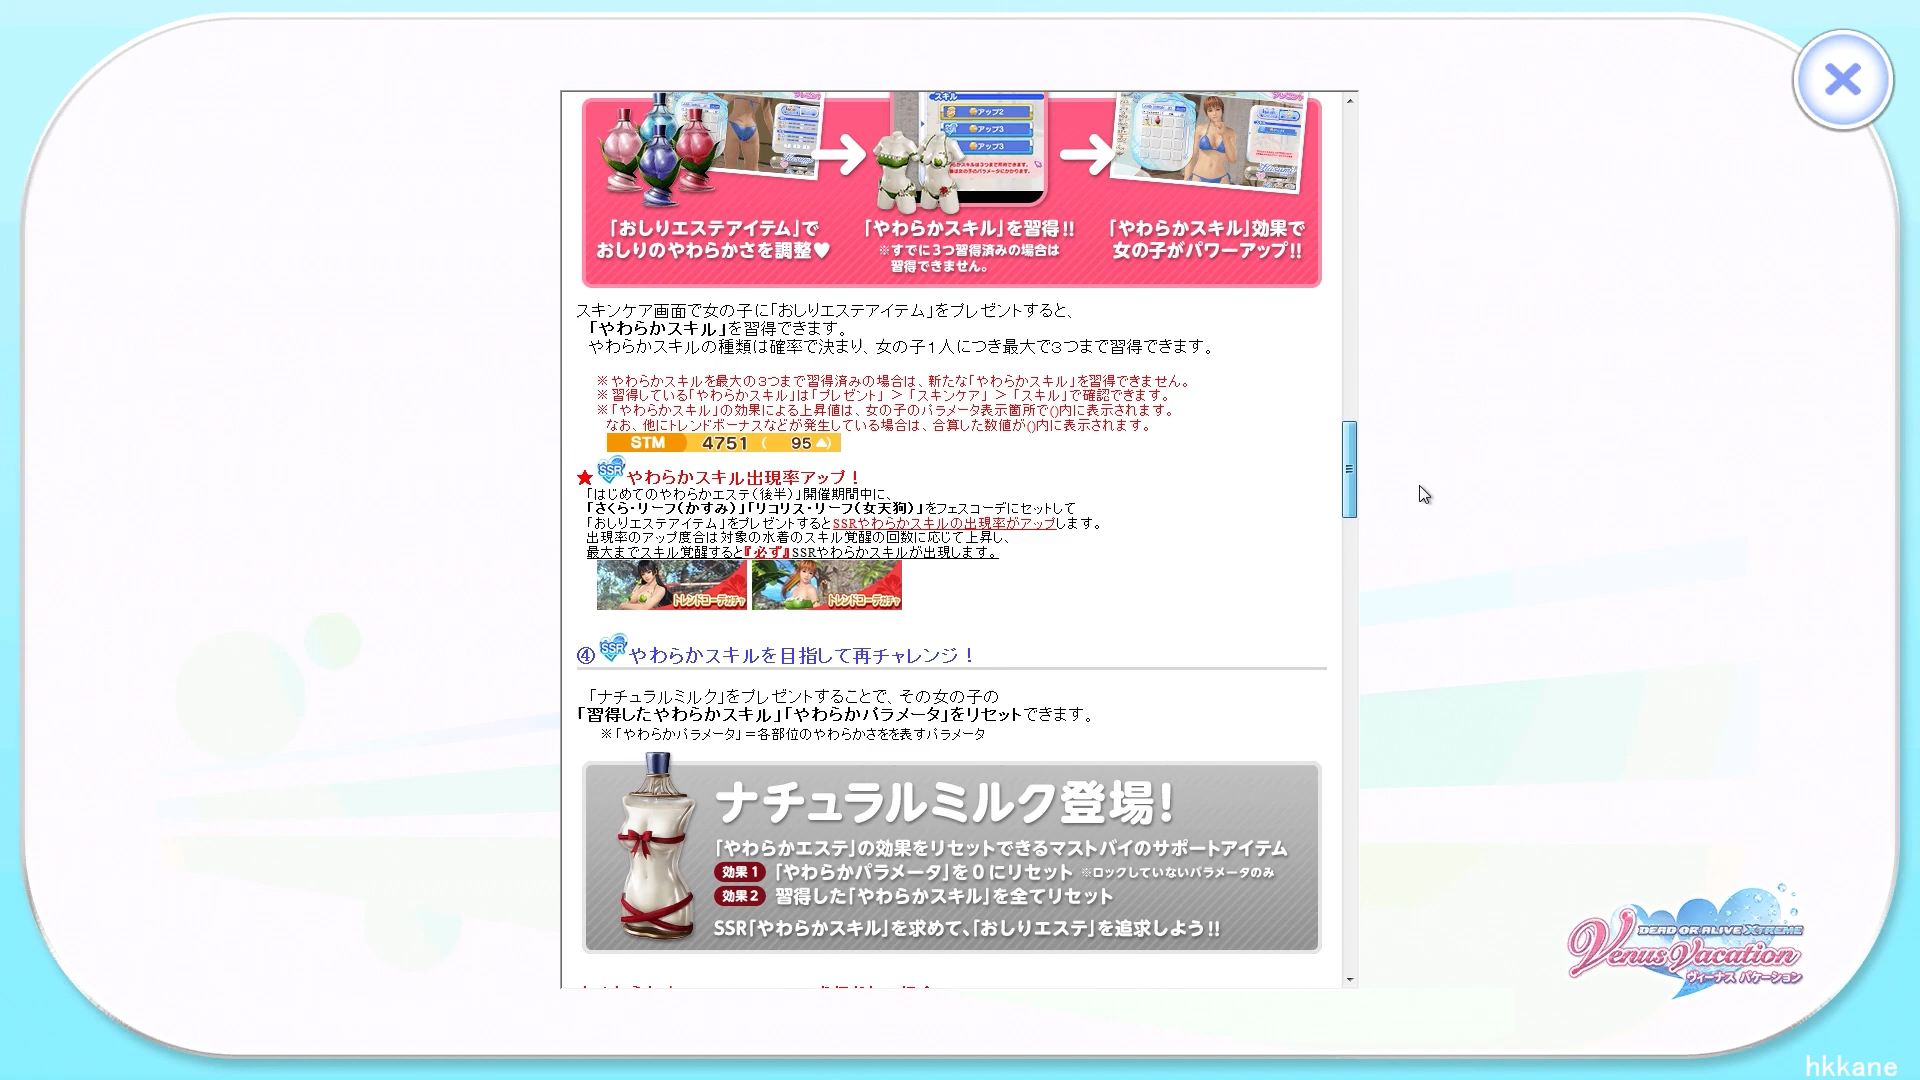 スキル
アップ2
アップ3
アップ3
「おしりエステアイテム」で
おしりのやわらかさを調整♥
「やわらかスキル」を習得!!
※すでに3つ習得済みの場合は
習得できません。
「やわらかスキル」効果で
女の子がパワーアップ!!
スキンケア画面で女の子に「おしりエステアイテム」をプレゼントすると、
「やわらかスキル」を習得できます。
やわらかスキルの種類は確率で決まり、女の子1人につき最大で3つまで習得できます。
※やわらかスキルを最大の3つまで習得済みの場合は、新たな「やわらかスキル」を習得できません。
※習得している「やわらかスキル」は「プレゼント」 > 「スキンケア」 > 「スキル」で確認できます。
※「やわらかスキル」の効果による上昇値は、女の子のパラメータ表示箇所で()内に表示されます。
なお、他にトレンドボーナスなどが発生している場合は、合算した数値が()内に表示されます。
STM 4751 ( 95▲)
★ SSR やわらかスキル出現率アップ！
「はじめてのやわらかエステ(後半)」開催期間中に、
「さくら・リーフ(かすみ)」「リコリス・リーフ(女天狗)」をフェスコーデにセットして
「おしりエステアイテム」をプレゼントするとSSRやわらかスキルの出現率がアップします。
出現率のアップ度合は対象の水着のスキル覚醒の回数に応じて上昇し、
最大までスキル覚醒すると『必ず』SSRやわらかスキルが出現します。
トレンドコーデガチャ トレンドコーデガチャ
④ SSR やわらかスキルを目指して再チャレンジ！
「ナチュラルミルク」をプレゼントすることで、その女の子の
「習得したやわらかスキル」「やわらかパラメータ」をリセットできます。
※「やわらかパラメータ」＝各部位のやわらかさをを表すパラメータ
ナチュラルミルク登場!
「やわらかエステ」の効果をリセットできるマストバイのサポートアイテム
効果1 「やわらかパラメータ」を0にリセット ※ロックしていないパラメータのみ
効果2 習得した「やわらかスキル」を全てリセット
SSR「やわらかスキル」を求めて、「おしりエステ」を追求しよう!!
DEAD OR ALIVE XTREME
Venus Vacation
ヴィーナス バケーション
hkkane